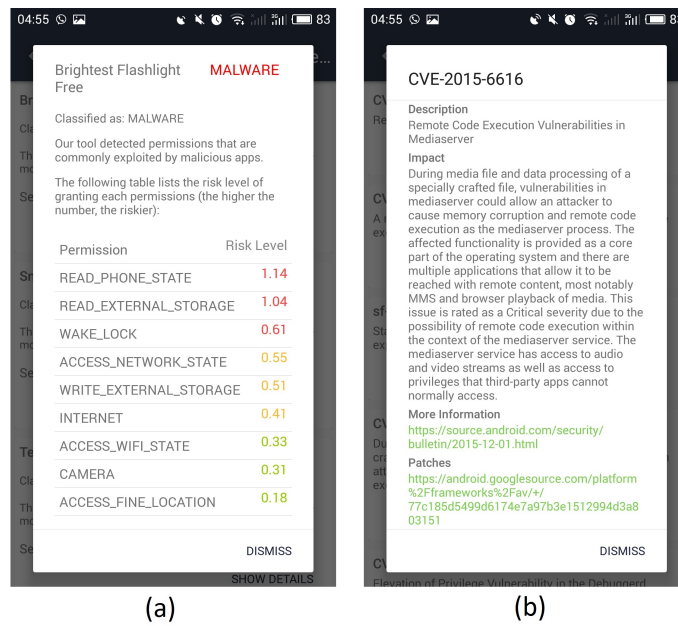 04:55 3G 83
Brightest Flashlight MALWARE
Free
Classified as: MALWARE
Our tool detected permissions that are
commonly exploited by malicious apps.
The following table lists the risk level of
granting each permissions (the higher the
number, the riskier):
Permission Risk Level
READ_PHONE_STATE 1.14
READ_EXTERNAL_STORAGE 1.04
WAKE_LOCK 0.61
ACCESS_NETWORK_STATE 0.55
WRITE_EXTERNAL_STORAGE 0.51
INTERNET 0.41
ACCESS_WIFI_STATE 0.33
CAMERA 0.31
ACCESS_FINE_LOCATION 0.18
DISMISS
SHOW DETAILS
(a)
04:55 3G 83
CVE-2015-6616
Description
Remote Code Execution Vulnerabilities in
Mediaserver
Impact
During media file and data processing of a
specially crafted file, vulnerabilities in
mediaserver could allow an attacker to
cause memory corruption and remote code
execution as the mediaserver process. The
affected functionality is provided as a core
part of the operating system and there are
multiple applications that allow it to be
reached with remote content, most notably
MMS and browser playback of media. This
issue is rated as a Critical severity due to the
possibility of remote code execution within
the context of the mediaserver service. The
mediaserver service has access to audio
and video streams as well as access to
privileges that third-party apps cannot
normally access.
More Information
https://source.android.com/security/
bulletin/2015-12-01.html
Patches
https://android.googlesource.com/platform
%2Fframeworks%2Fav/+/
77c185d5499d6174e7a97b3e1512994d3a8
03151
DISMISS
Elevation of Privilege Vulnerability in the Debuggerd
(b)